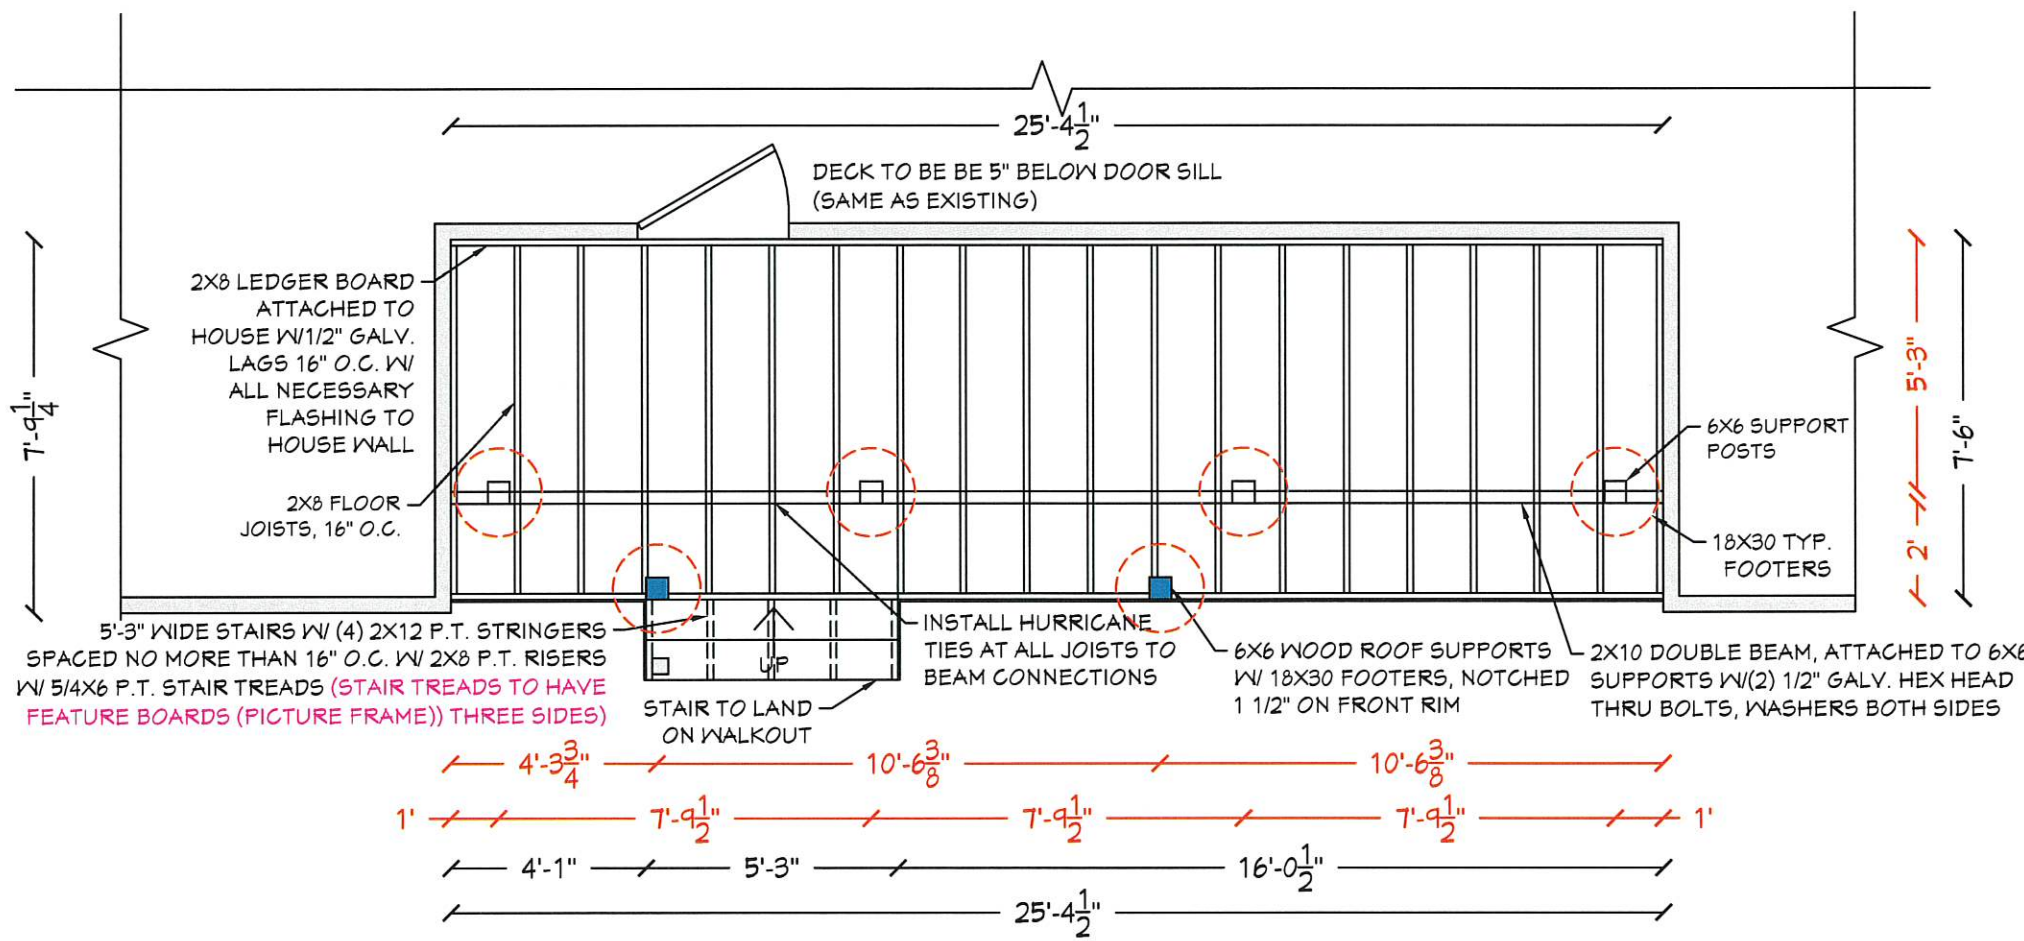 25'-4 1/2"
DECK TO BE BE 5" BELOW DOOR SILL
(SAME AS EXISTING)
2X8 LEDGER BOARD
ATTACHED TO
HOUSE W/1/2" GALV.
LAGS 16" O.C. W/
ALL NECESSARY
FLASHING TO
HOUSE WALL
7'-9 1/4"
2X8 FLOOR
JOISTS, 16" O.C.
5'-3"
2'
7'-6"
6X6 SUPPORT
POSTS
18X30 TYP.
FOOTERS
5'-3" WIDE STAIRS W/ (4) 2X12 P.T. STRINGERS
SPACED NO MORE THAN 16" O.C. W/ 2X8 P.T. RISERS
W/ 5/4X6 P.T. STAIR TREADS (STAIR TREADS TO HAVE
FEATURE BOARDS (PICTURE FRAME)) THREE SIDES)
UP
STAIR TO LAND
ON WALKOUT
INSTALL HURRICANE
TIES AT ALL JOISTS TO
BEAM CONNECTIONS
6X6 WOOD ROOF SUPPORTS
W/ 18X30 FOOTERS, NOTCHED
1 1/2" ON FRONT RIM
2X10 DOUBLE BEAM, ATTACHED TO 6X6
SUPPORTS W/(2) 1/2" GALV. HEX HEAD
THRU BOLTS, WASHERS BOTH SIDES
4'-3 3/4" 10'-6 3/8" 10'-6 3/8"
1' 7'-9 1/2" 7'-9 1/2" 7'-9 1/2" 1'
4'-1" 5'-3" 16'-0 1/2"
25'-4 1/2"